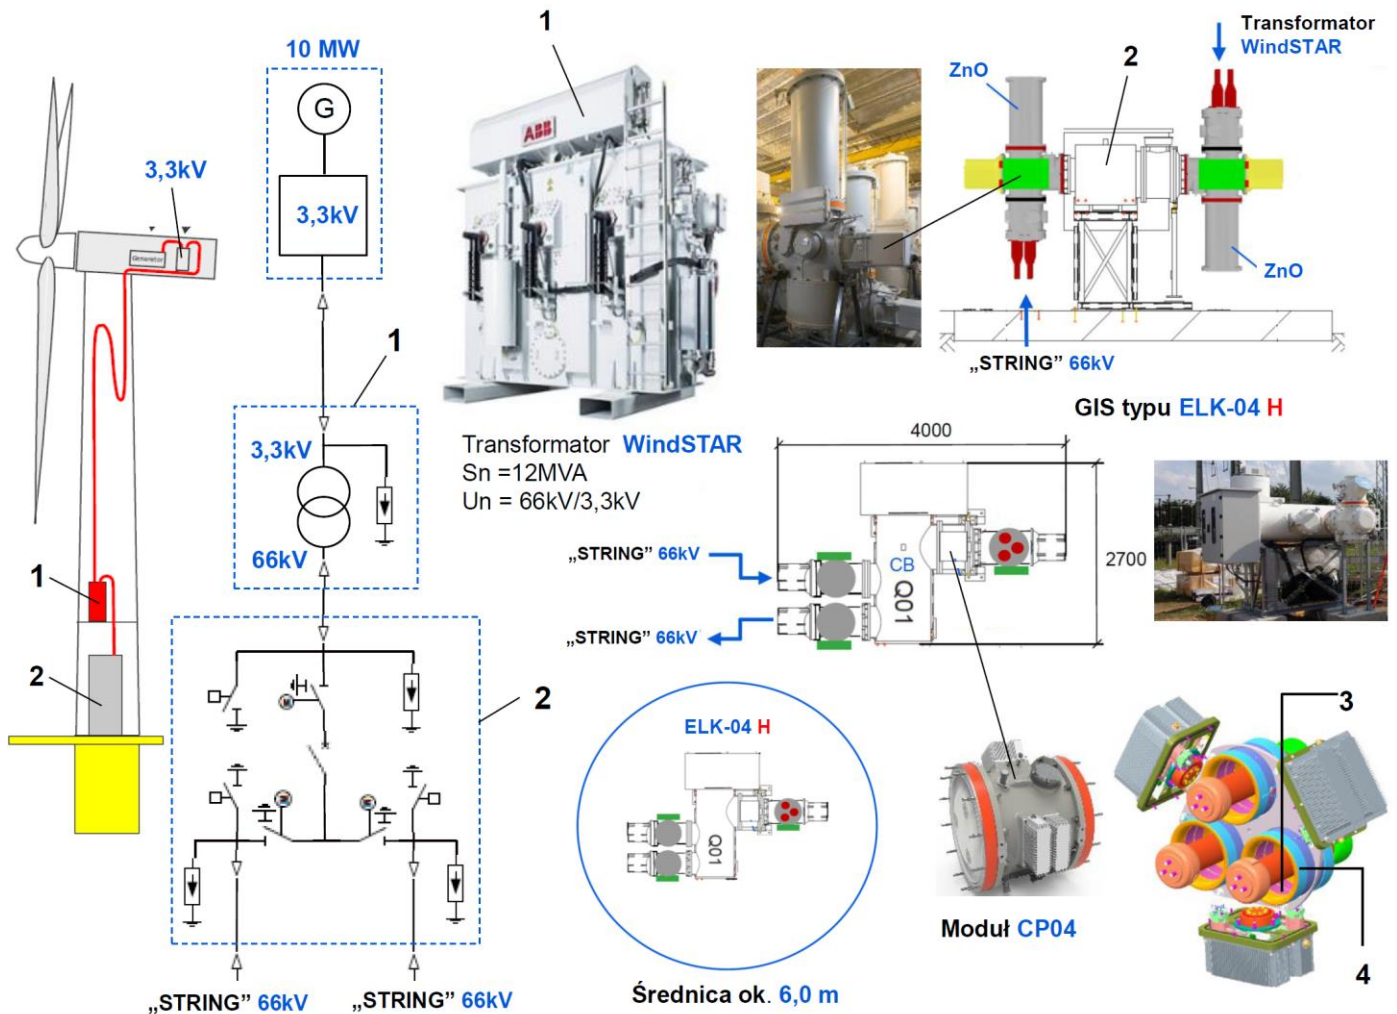 10 MW
G
3,3kV
3,3kV
Generator
1
3,3kV
66kV
1
2
2
M
M
M
„STRING” 66kV
„STRING” 66kV
1
ABB
Transformator WindSTAR
Sn =12MVA
Un = 66kV/3,3kV
Transformator
WindSTAR
ZnO
2
ZnO
„STRING” 66kV
GIS typu ELK-04 H
4000
2700
„STRING” 66kV
CB
Q01
„STRING” 66kV
ELK-04 H
Q01
Średnica ok. 6,0 m
Moduł CP04
3
4